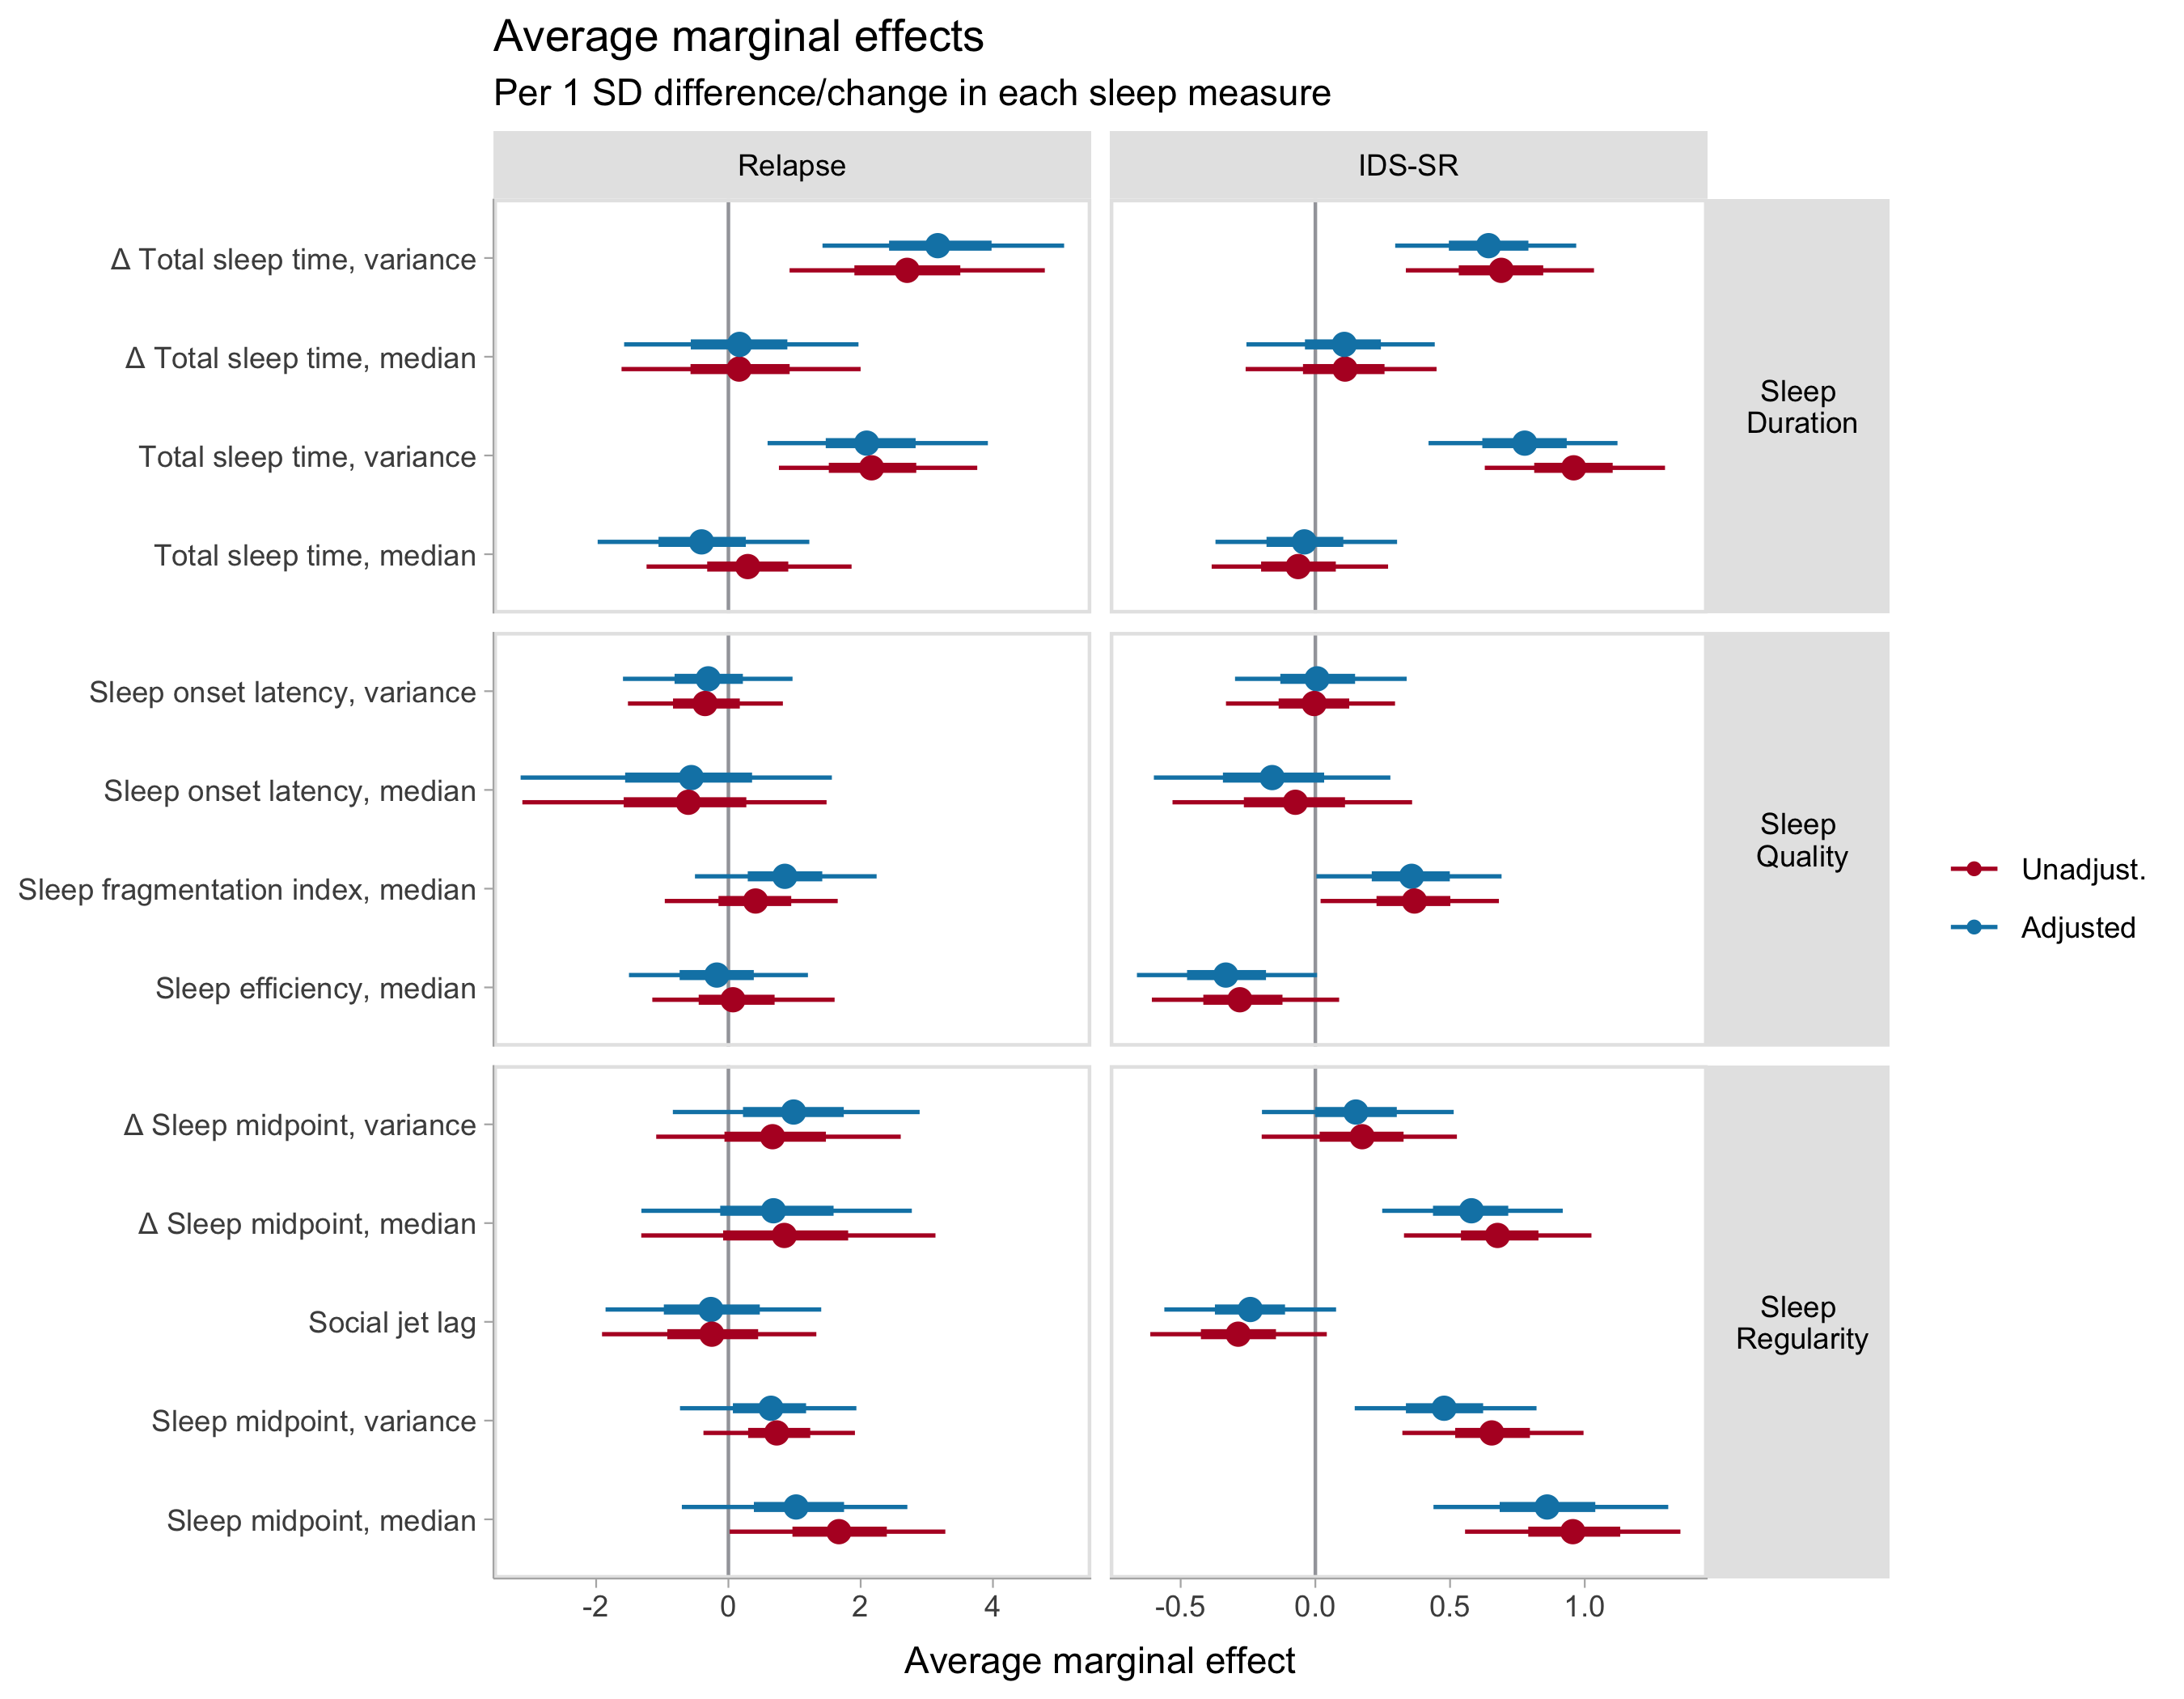 Average marginal effects
Per 1 SD difference/change in each sleep measure
Relapse
IDS-SR
Δ Total sleep time, variance
Δ Total sleep time, median
Total sleep time, variance
Total sleep time, median
Sleep
Duration
Sleep onset latency, variance
Sleep onset latency, median
Sleep fragmentation index, median
Sleep efficiency, median
Sleep
Quality
Δ Sleep midpoint, variance
Δ Sleep midpoint, median
Social jet lag
Sleep midpoint, variance
Sleep midpoint, median
Sleep
Regularity
Unadjust.
Adjusted
-2 0 2 4
-0.5 0.0 0.5 1.0
Average marginal effect